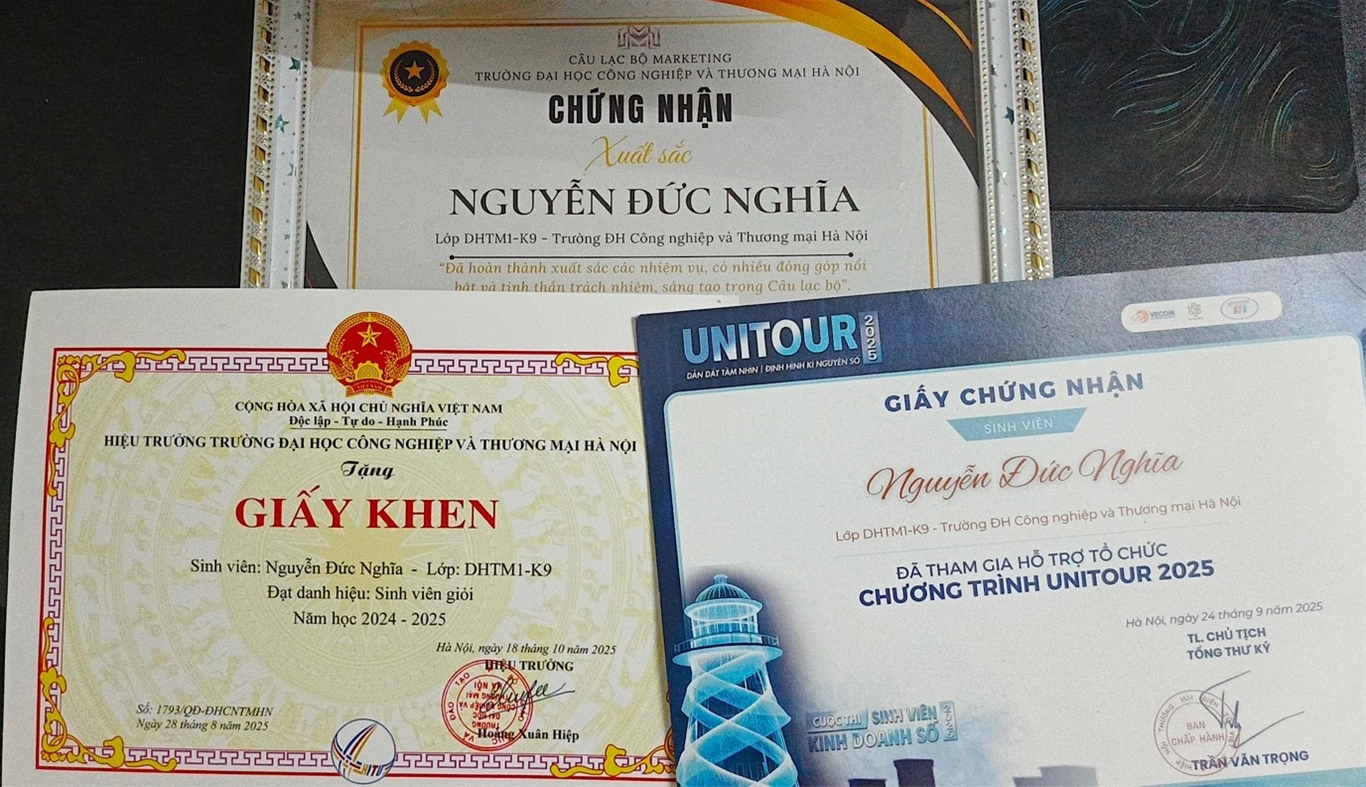 CÂU LẠC BỘ MARKETING
TRƯỜNG ĐẠI HỌC CÔNG NGHIỆP VÀ THƯƠNG MẠI HÀ NỘI
CHỨNG NHẬN
Xuất sắc
NGUYỄN ĐỨC NGHĨA
Lớp DHTM1-K9 - Trường ĐH Công nghiệp và Thương mại Hà Nội
"Đã hoàn thành xuất sắc các nhiệm vụ, có nhiều đóng góp nổi
bật và tinh thần trách nhiệm, sáng tạo trong Câu lạc bộ".
VIỆT NAM
CỘNG HÒA XÃ HỘI CHỦ NGHĨA VIỆT NAM
Độc lập - Tự do - Hạnh Phúc
HIỆU TRƯỞNG TRƯỜNG ĐẠI HỌC CÔNG NGHIỆP VÀ THƯƠNG MẠI HÀ NỘI
Tặng
GIẤY KHEN
Sinh viên: Nguyễn Đức Nghĩa - Lớp: DHTM1-K9
Đạt danh hiệu: Sinh viên giỏi
Năm học 2024 - 2025
Hà Nội, ngày 18 tháng 10 năm 2025
HIỆU TRƯỞNG
Hoàng Xuân Hiệp
Số: 1793/QĐ-ĐHCNTMHN
Ngày 28 tháng 8 năm 2025
UNITOUR 2025
DẪN DẮT TẦM NHÌN | ĐỊNH HÌNH KỈ NGUYÊN SỐ
VECOM
GIẤY CHỨNG NHẬN
SINH VIÊN
Nguyễn Đức Nghĩa
Lớp DHTM1-K9 - Trường ĐH Công nghiệp và Thương mại Hà Nội
ĐÃ THAM GIA HỖ TRỢ TỔ CHỨC
CHƯƠNG TRÌNH UNITOUR 2025
Hà Nội, ngày 24 tháng 9 năm 2025
TL. CHỦ TỊCH
TỔNG THƯ KÝ
BAN
CHẤP HÀNH
TRẦN VĂN TRỌNG
CUỘC THI SINH VIÊN
KINH DOANH SỐ